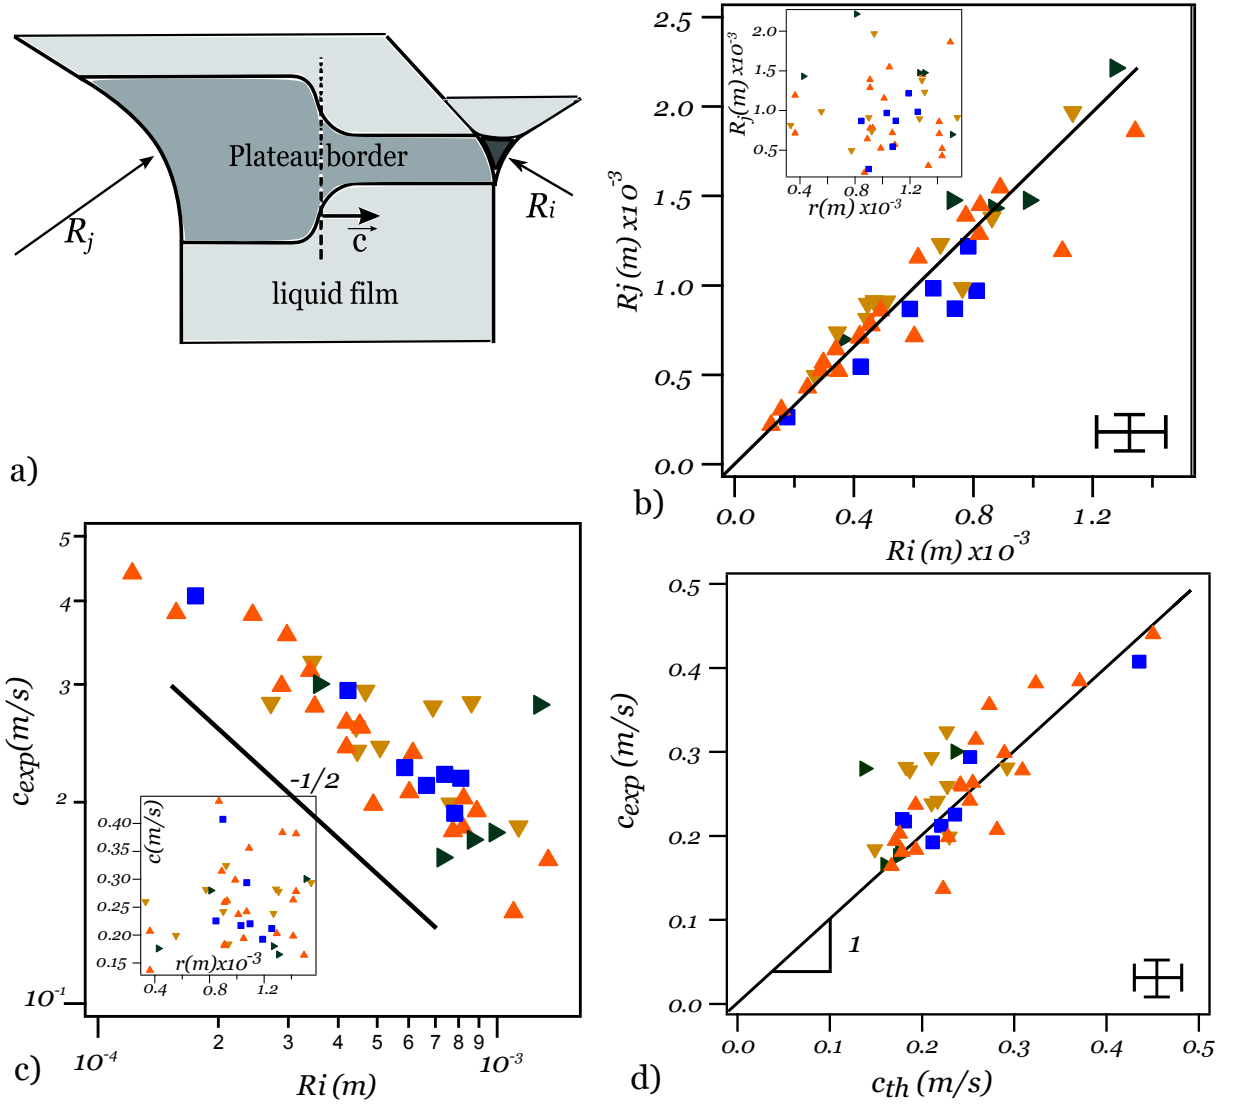 Plateau border
R_j
R_i
c
liquid film
a)
2.5
2.0
1.5
1.0
0.5
0.0
Rj (m) x10^-3
0.0 0.4 0.8 1.2
Ri (m) x10^-3
2.0
1.5
1.0
0.5
R_j(m) x10^-3
0.4 0.8 1.2
r(m) x10^-3
b)
5
4
3
2
10^-1
c_exp(m/s)
-1/2
0.40
0.35
0.30
0.25
0.20
0.15
c(m/s)
r(m)x10^-3
0.4 0.8 1.2
10^-4 2 3 4 5 6 7 8 9 10^-3
Ri (m)
c)
0.5
0.4
0.3
0.2
0.1
0.0
c_exp (m/s)
1
0.0 0.1 0.2 0.3 0.4 0.5
c_th (m/s)
d)